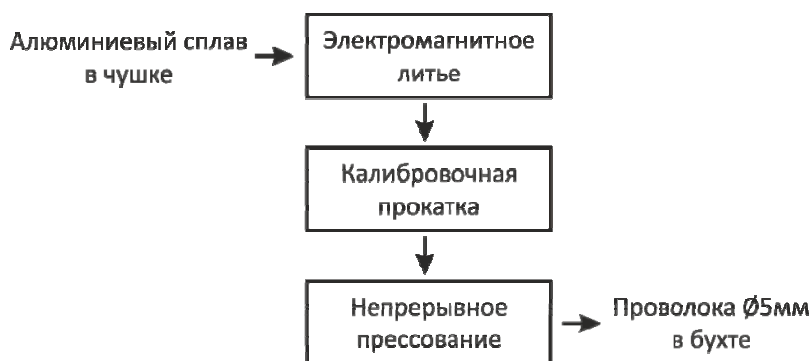 Алюминиевый сплав
в чушке
Электромагнитное
литье
Калибровочная
прокатка
Непрерывное
прессование
Проволока Ø5мм
в бухте